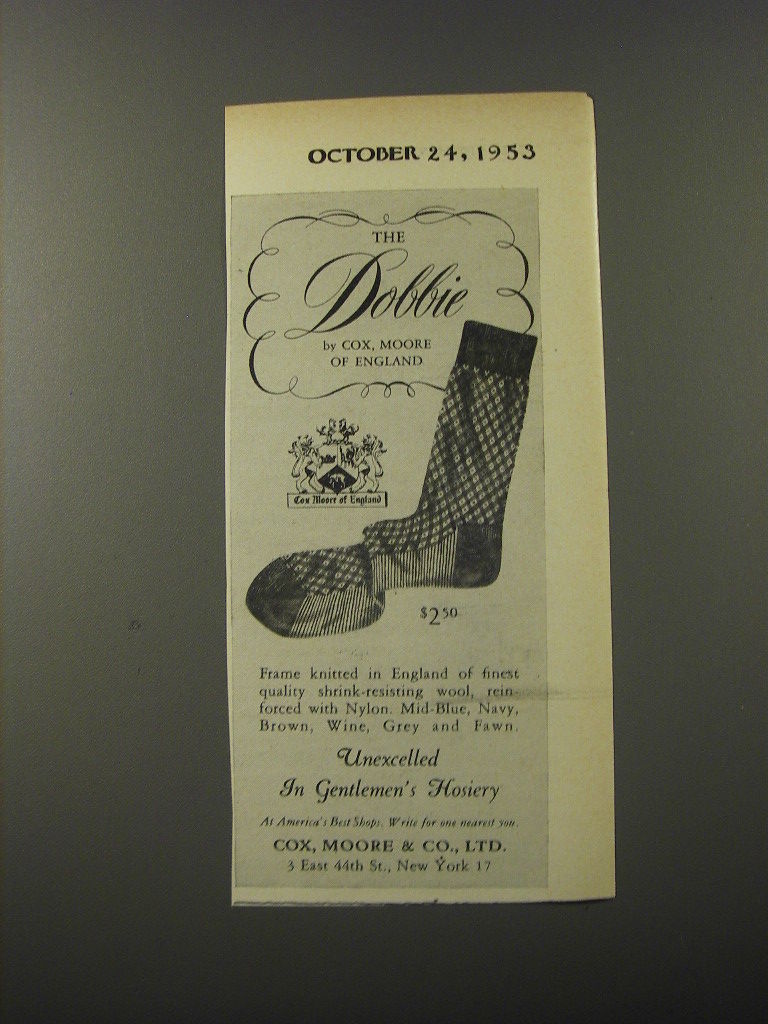 OCTOBER 24, 1953
THE
Dobbie
by COX, MOORE
OF ENGLAND
Cox Moore of England
$2.50
Frame knitted in England of finest
quality shrink-resisting wool, rein-
forced with Nylon. Mid-Blue, Navy,
Brown, Wine, Grey and Fawn.
Unexcelled
In Gentlemen's Hosiery
At America's Best Shops. Write for one nearest you.
COX, MOORE & CO., LTD.
3 East 44th St., New York 17